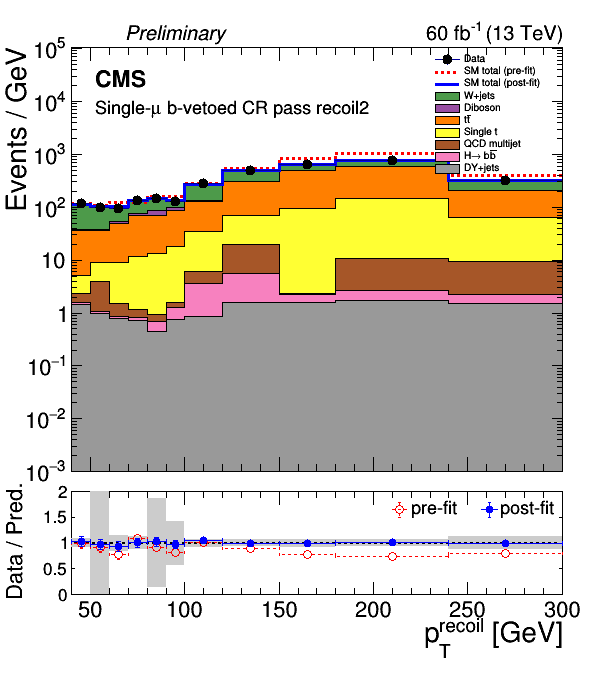 Preliminary 60 fb⁻¹ (13 TeV)
CMS
Single-μ b-vetoed CR pass recoil2
Data
SM total (pre-fit)
SM total (post-fit)
W+jets
Diboson
tt̅
Single t
QCD multijet
H→ bb̅
DY+jets
Events / GeV
10⁵
10⁴
10³
10²
10
1
10⁻¹
10⁻²
10⁻³
pre-fit post-fit
Data / Pred.
2
1.5
1
0.5
0
50 100 150 200 250 300
p_T^recoil [GeV]